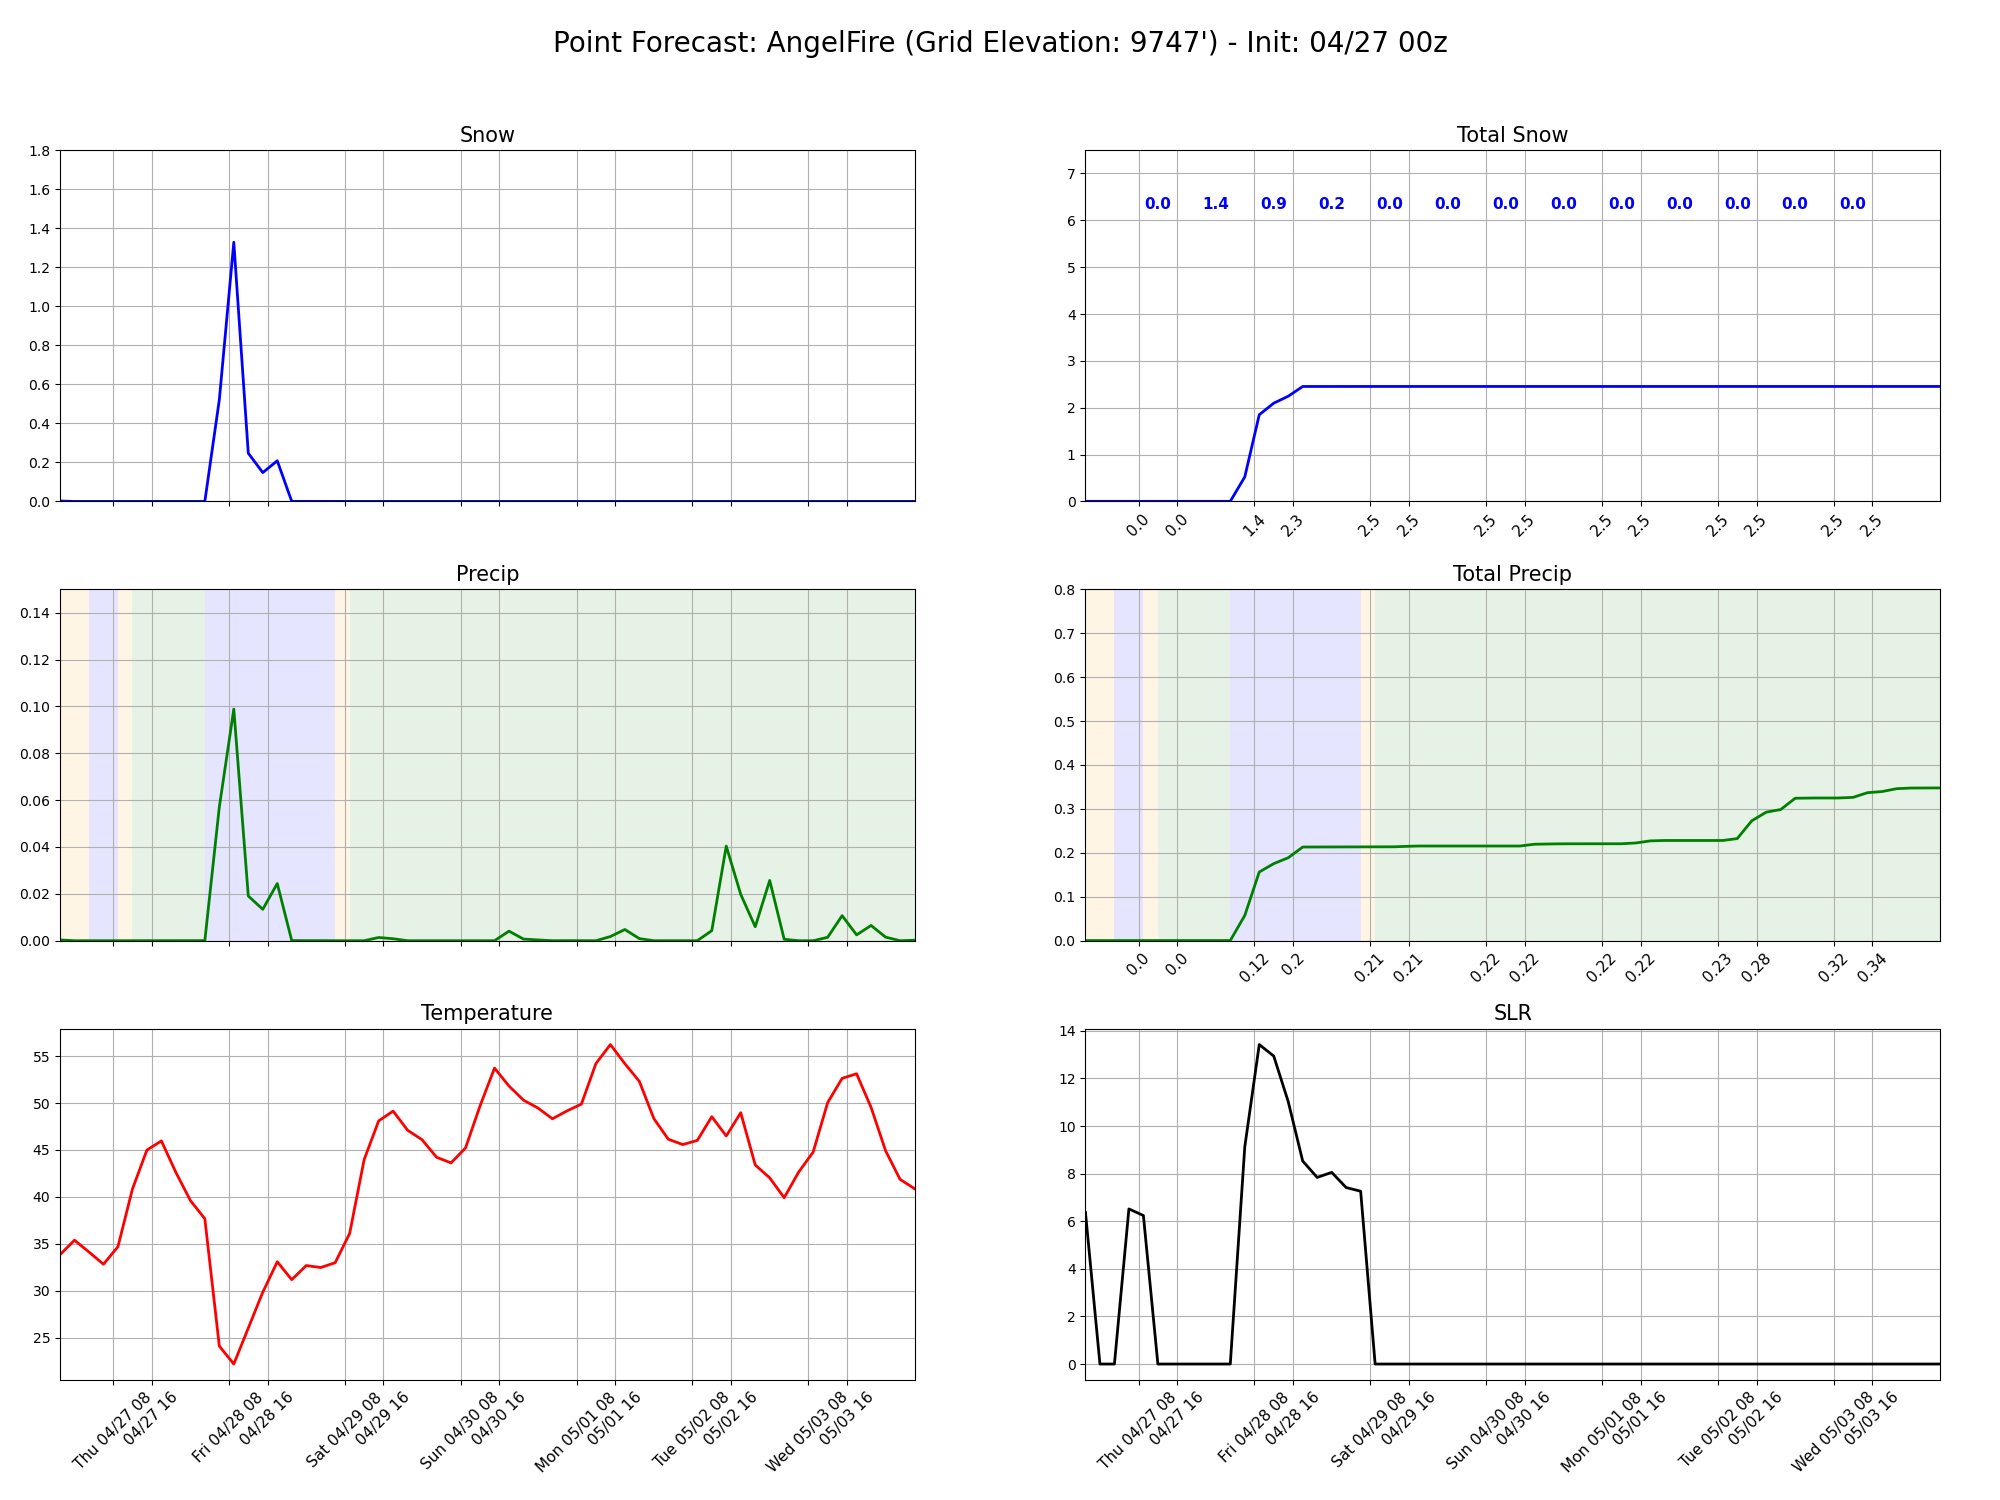 Point Forecast: AngelFire (Grid Elevation: 9747') - Init: 04/27 00z
Snow
1.8
1.6
1.4
1.2
1.0
0.8
0.6
0.4
0.2
0.0
Total Snow
7
6
5
4
3
2
1
0
0.0 1.4 0.9 0.2 0.0 0.0 0.0 0.0 0.0 0.0 0.0 0.0 0.0
0.0 0.0 1.4 2.3 2.5 2.5 2.5 2.5 2.5 2.5 2.5 2.5 2.5 2.5
Precip
0.14
0.12
0.10
0.08
0.06
0.04
0.02
0.00
Total Precip
0.8
0.7
0.6
0.5
0.4
0.3
0.2
0.1
0.0
0.0 0.0 0.12 0.2 0.21 0.21 0.22 0.22 0.22 0.22 0.23 0.28 0.32 0.34
Temperature
55
50
45
40
35
30
25
Thu 04/27 08
04/27 16
Fri 04/28 08
04/28 16
Sat 04/29 08
04/29 16
Sun 04/30 08
04/30 16
Mon 05/01 08
05/01 16
Tue 05/02 08
05/02 16
Wed 05/03 08
05/03 16
SLR
14
12
10
8
6
4
2
0
Thu 04/27 08
04/27 16
Fri 04/28 08
04/28 16
Sat 04/29 08
04/29 16
Sun 04/30 08
04/30 16
Mon 05/01 08
05/01 16
Tue 05/02 08
05/02 16
Wed 05/03 08
05/03 16